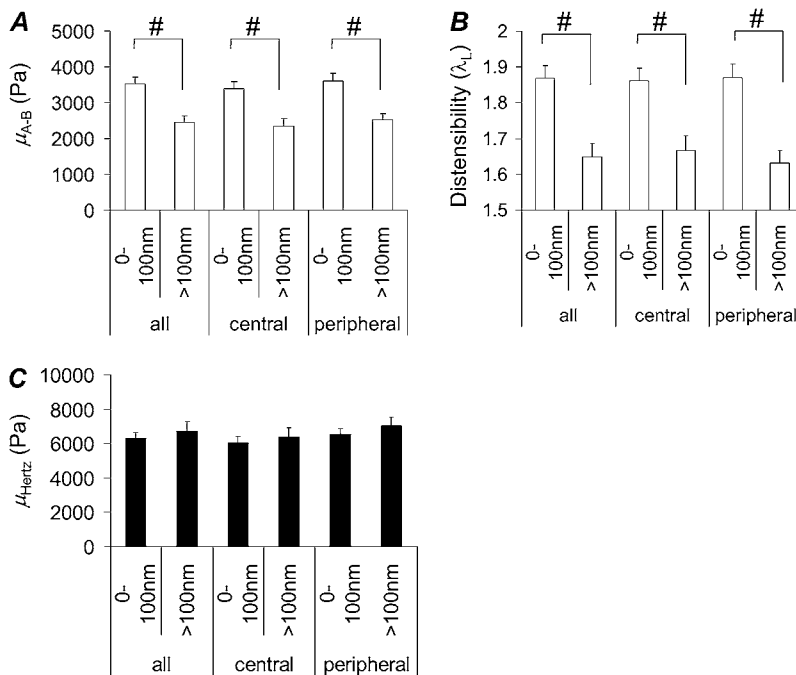 A
μA-B (Pa)
5000
4000
3000
2000
1000
0
# # #
0-100nm >100nm 0-100nm >100nm 0-100nm >100nm
all central peripheral
B
Distensibility (λL)
2
1.9
1.8
1.7
1.6
1.5
# # #
0-100nm >100nm 0-100nm >100nm 0-100nm >100nm
all central peripheral
C
μHertz (Pa)
10000
8000
6000
4000
2000
0
0-100nm >100nm 0-100nm >100nm 0-100nm >100nm
all central peripheral